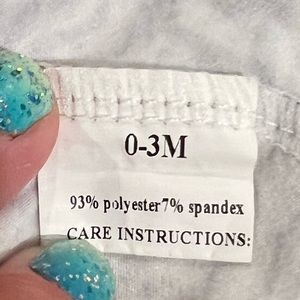 0-3M
93% polyester7% spandex
CARE INSTRUCTIONS: